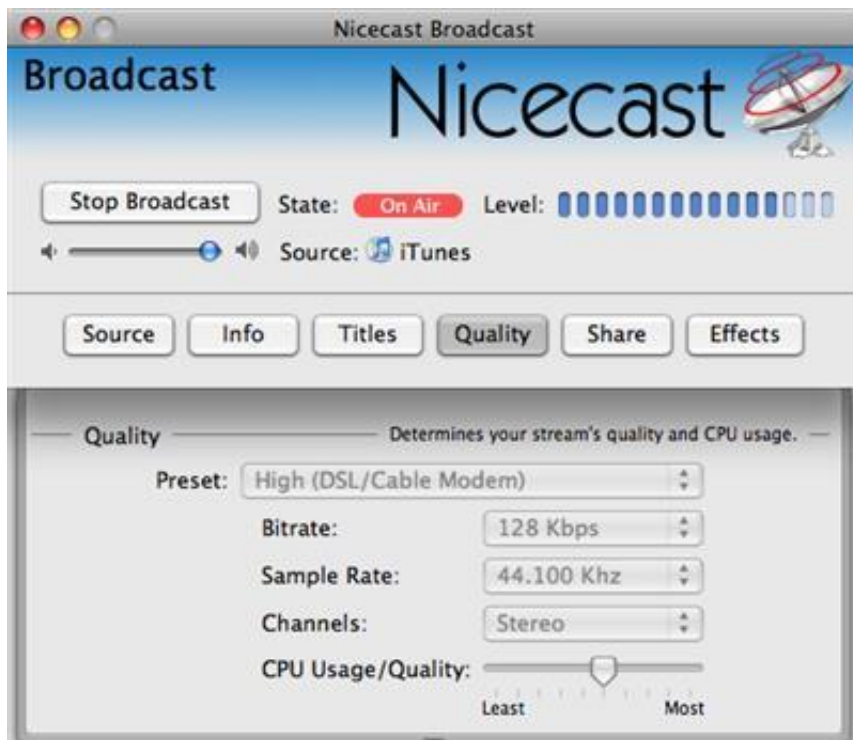 Nicecast Broadcast
Broadcast
Nicecast
Stop Broadcast State: On Air Level:
Source: iTunes
Source Info Titles Quality Share Effects
Quality Determines your stream's quality and CPU usage.
Preset: High (DSL/Cable Modem)
Bitrate: 128 Kbps
Sample Rate: 44.100 Khz
Channels: Stereo
CPU Usage/Quality:
Least Most